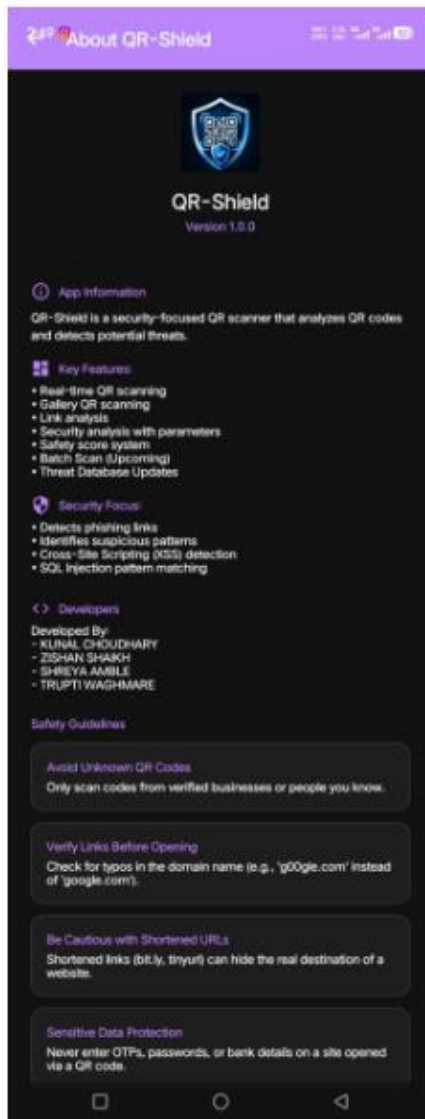 About QR-Shield
QR-Shield
Version 1.0.0
App Information
QR-Shield is a security-focused QR scanner that analyzes QR codes
and detects potential threats.
Key Features
• Real-time QR scanning
• Gallery QR scanning
• Link analysis
• Security analysis with parameters
• Safety score system
• Batch Scan (Upcoming)
• Threat Database Updates
Security Focus
• Detects phishing links
• Identifies suspicious patterns
• Cross-Site Scripting (XSS) detection
• SQL Injection pattern matching
<> Developers
Developed By:
- KUNAL CHOUDHARY
- ZISHAN SHAIKH
- SHREYA AMBLE
- TRUPTI WAGHMARE
Safety Guidelines
Avoid Unknown QR Codes
Only scan codes from verified businesses or people you know.
Verify Links Before Opening
Check for typos in the domain name (e.g., 'g00gle.com' instead
of 'google.com').
Be Cautious with Shortened URLs
Shortened links (bit.ly, tinyurl) can hide the real destination of a
website.
Sensitive Data Protection
Never enter OTPs, passwords, or bank details on a site opened
via a QR code.